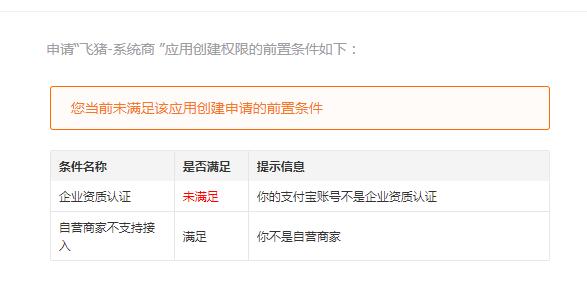 申请“飞猪-系统商 ”应用创建权限的前置条件如下：
您当前未满足该应用创建申请的前置条件
条件名称 是否满足 提示信息
企业资质认证 未满足 你的支付宝账号不是企业资质认证
自营商家不支持接
入 满足 你不是自营商家